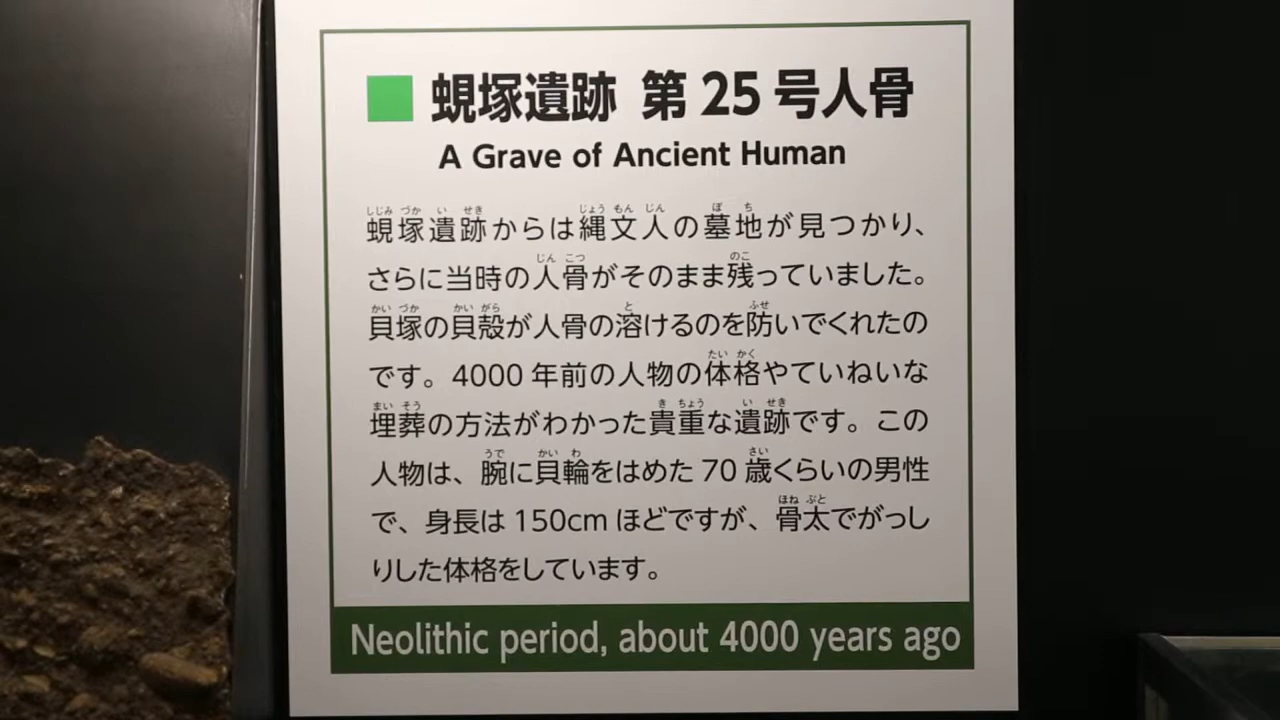 ■ 蜆塚遺跡 第25号人骨
A Grave of Ancient Human
しじみ づか い せき じょう もん じん ぼ ち
蜆塚遺跡からは縄文人の墓地が見つかり、
じん こつ のこ
さらに当時の人骨がそのまま残っていました。
かい づか かい がら と ふせ
貝塚の貝殻が人骨の溶けるのを防いでくれたの
たい かく
です。4000年前の人物の体格やていねいな
まい そう き ちょう い せき
埋葬の方法がわかった貴重な遺跡です。この
うで かい わ さい
人物は、腕に貝輪をはめた70歳くらいの男性
ほね ぶと
で、身長は150cmほどですが、骨太でがっし
りした体格をしています。
Neolithic period, about 4000 years ago